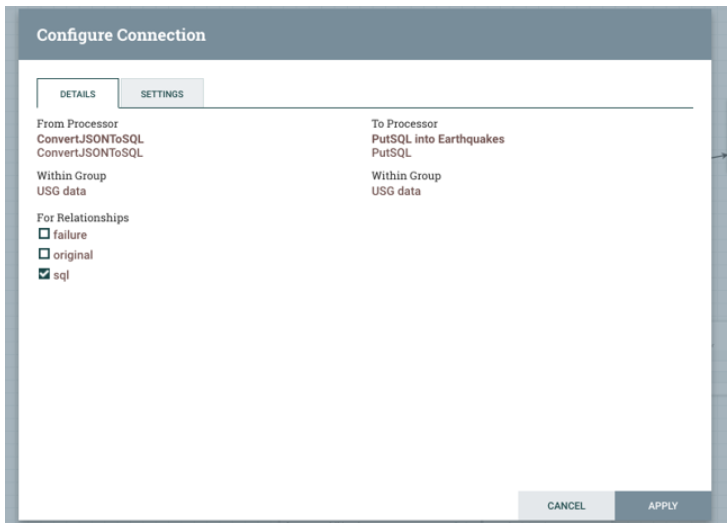 Configure Connection
DETAILS
SETTINGS
From Processor
ConvertJSONToSQL
ConvertJSONToSQL
Within Group
USG data
For Relationships
failure
original
sql
To Processor
PutSQL into Earthquakes
PutSQL
Within Group
USG data
CANCEL
APPLY